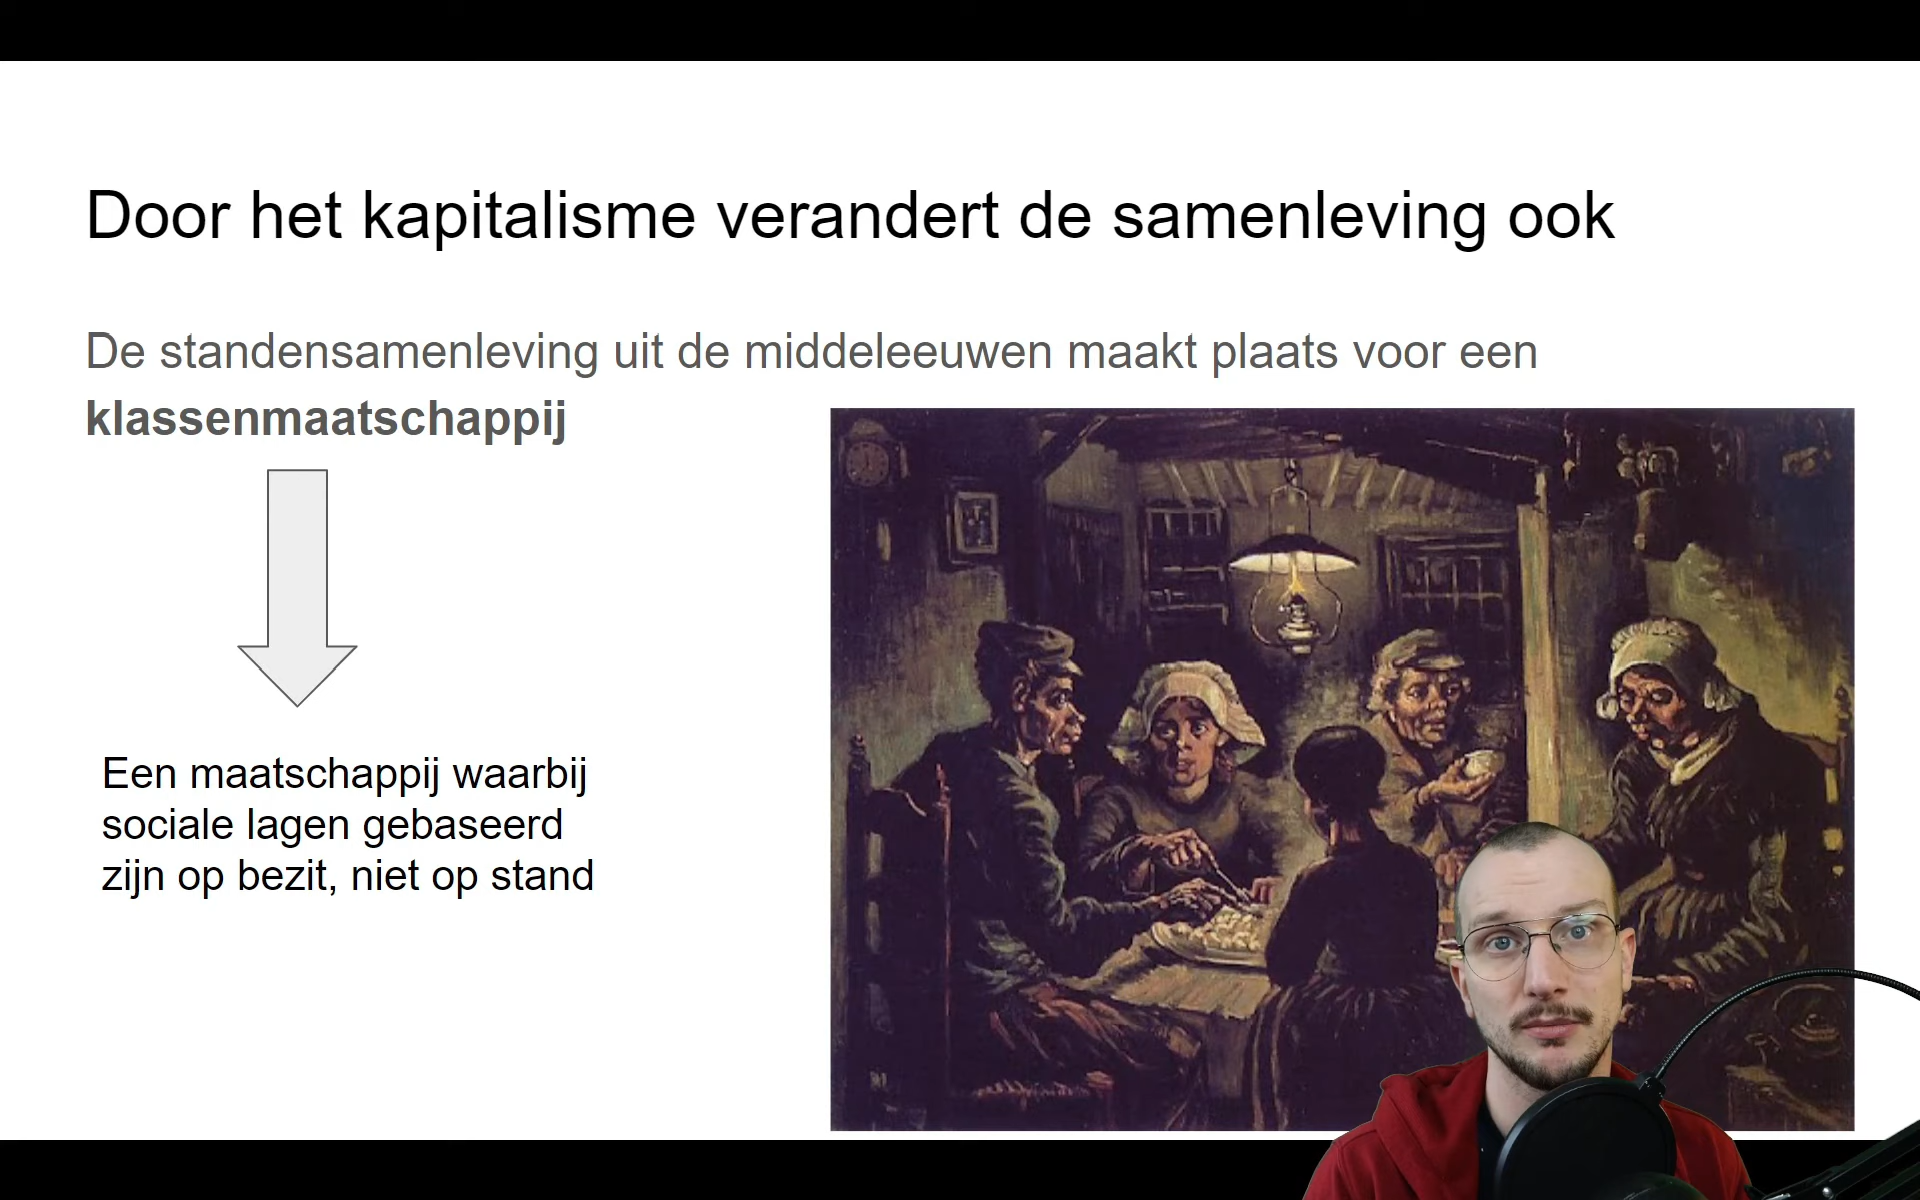 Door het kapitalisme verandert de samenleving ook
De standensamenleving uit de middeleeuwen maakt plaats voor een
klassenmaatschappij
Een maatschappij waarbij
sociale lagen gebaseerd
zijn op bezit, niet op stand